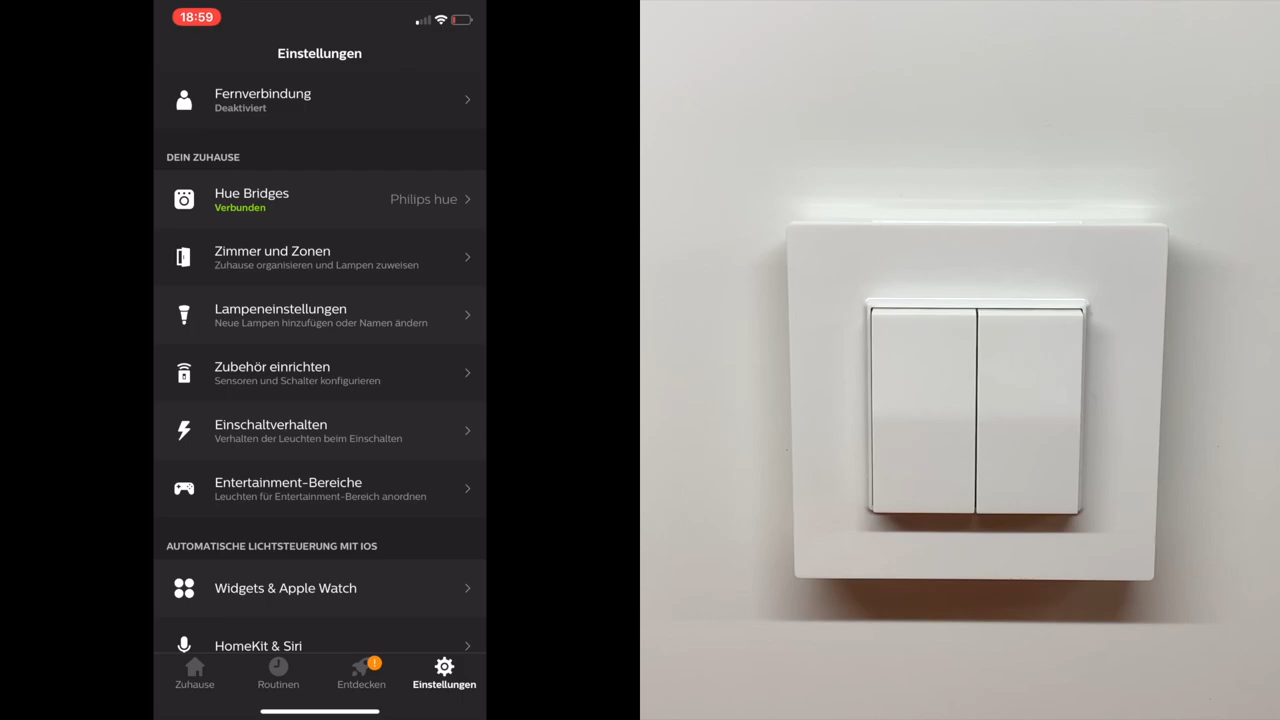 18:59
Einstellungen
Fernverbindung
Deaktiviert
DEIN ZUHAUSE
Hue Bridges
Verbunden
Philips hue
Zimmer und Zonen
Zuhause organisieren und Lampen zuweisen
Lampeneinstellungen
Neue Lampen hinzufügen oder Namen ändern
Zubehör einrichten
Sensoren und Schalter konfigurieren
Einschaltverhalten
Verhalten der Leuchten beim Einschalten
Entertainment-Bereiche
Leuchten für Entertainment-Bereich anordnen
AUTOMATISCHE LICHTSTEUERUNG MIT IOS
Widgets & Apple Watch
HomeKit & Siri
!
Zuhause
Routinen
Entdecken
Einstellungen